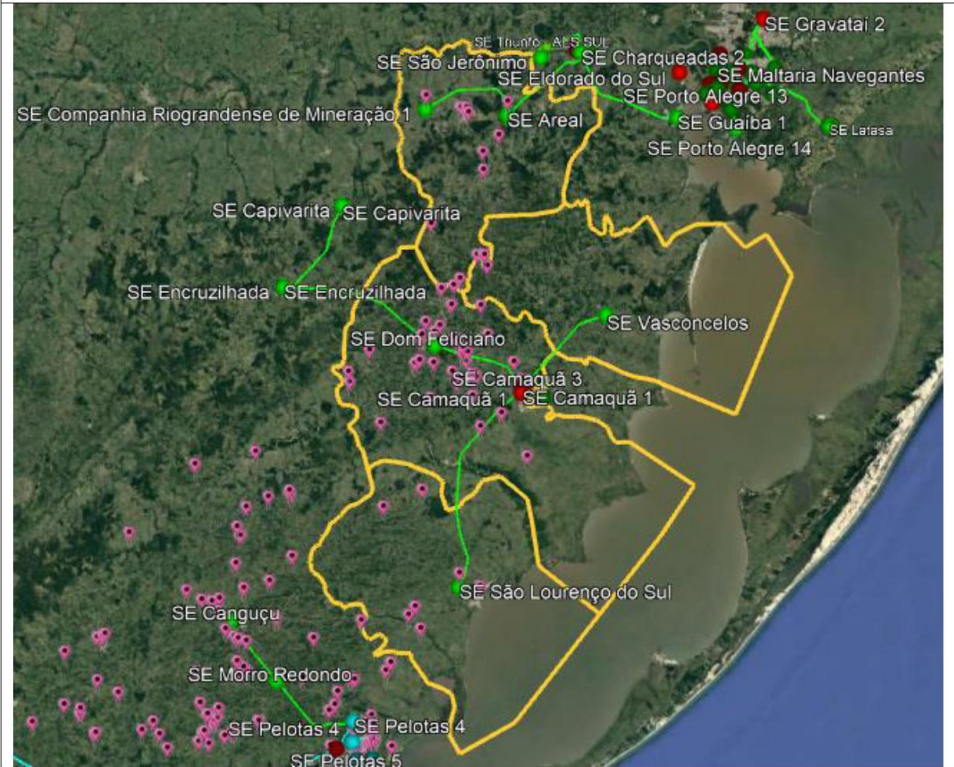 SE Gravataí 2
SE Triunfo
AES SUL
SE Charqueadas 2
SE São Jerônimo
SE Eldorado do Sul
SE Maltaria Navegantes
SE Porto Alegre 13
SE Companhia Riograndense de Mineração 1
SE Areal
SE Guaíba 1
SE Latasa
SE Porto Alegre 14
SE Capivarita
SE Capivarita
SE Encruzilhada
SE Encruzilhada
SE Vasconcelos
SE Dom Feliciano
SE Camaquã 3
SE Camaquã 1
SE Camaquã 1
SE São Lourenço do Sul
SE Canguçu
SE Morro Redondo
SE Pelotas 4
SE Pelotas 4
SE Pelotas 5